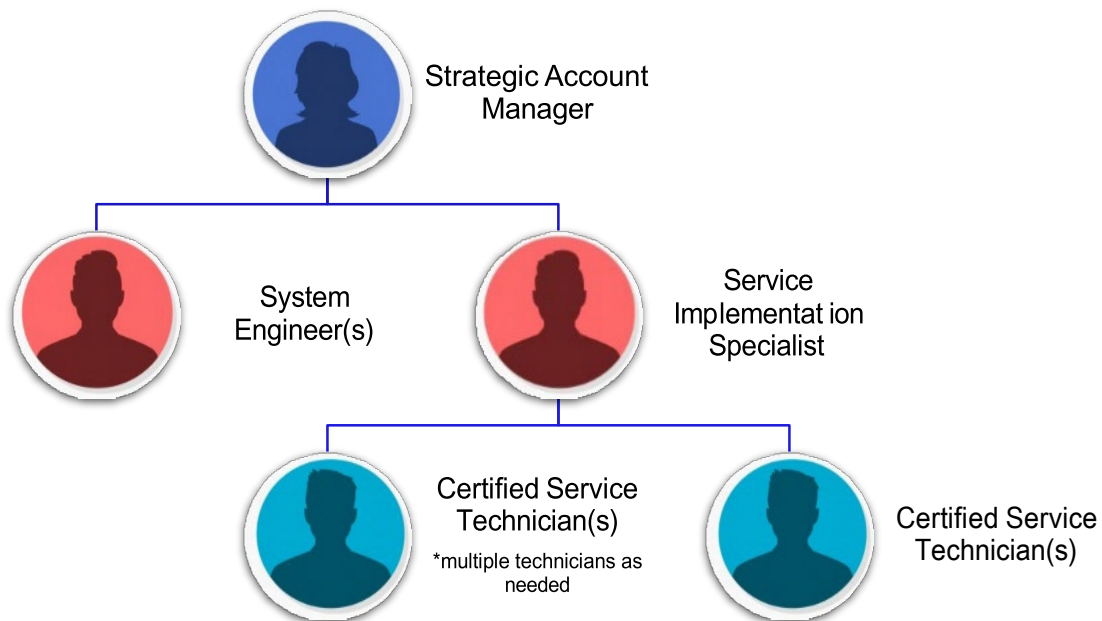 Strategic Account
Manager
System
Engineer(s)
Service
Implementat ion
Specialist
Certified Service
Technician(s)
*multiple technicians as
needed
Certified Service
Technician(s)